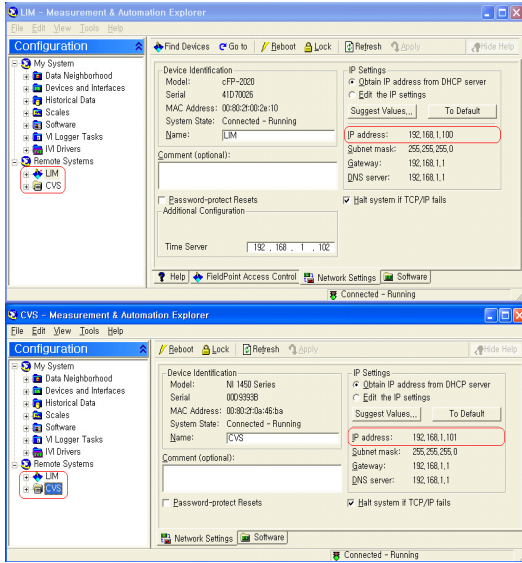 LIM - Measurement & Automation Explorer
File Edit View Tools Help
Configuration
Find Devices Go to Reboot Lock Refresh Apply Hide Help
My System
Data Neighborhood
Devices and Interfaces
Historical Data
Scales
Software
VI Logger Tasks
IVI Drivers
Remote Systems
LIM
CVS
Device Identification
Model: cFP-2020
Serial 41D70026
MAC Address: 00:80:2f:00:2e:10
System State: Connected - Running
Name: LIM
Comment (optional):
Password-protect Resets
Additional Configuration
Time Server 192 . 168 . 1 . 102
IP Settings
Obtain IP address from DHCP server
Edit the IP settings
Suggest Values... To Default
IP address: 192,168,1,100
Subnet mask: 255,255,255,0
Gateway: 192,168,1,1
DNS server: 192,168,1,1
Halt system if TCP/IP fails
Help FieldPoint Access Control Network Settings Software
Connected - Running
CVS - Measurement & Automation Explorer
File Edit View Tools Help
Configuration
Reboot Lock Refresh Apply Hide Help
My System
Data Neighborhood
Devices and Interfaces
Historical Data
Scales
Software
VI Logger Tasks
IVI Drivers
Remote Systems
LIM
CVS
Device Identification
Model: NI 1450 Series
Serial 00D9393B
MAC Address: 00:80:2f:0a:46:ba
System State: Connected - Running
Name: CVS
Comment (optional):
Password-protect Resets
IP Settings
Obtain IP address from DHCP server
Edit the IP settings
Suggest Values... To Default
IP address: 192,168,1,101
Subnet mask: 255,255,255,0
Gateway: 192,168,1,1
DNS server: 192,168,1,1
Halt system if TCP/IP fails
Network Settings Software
Connected - Running